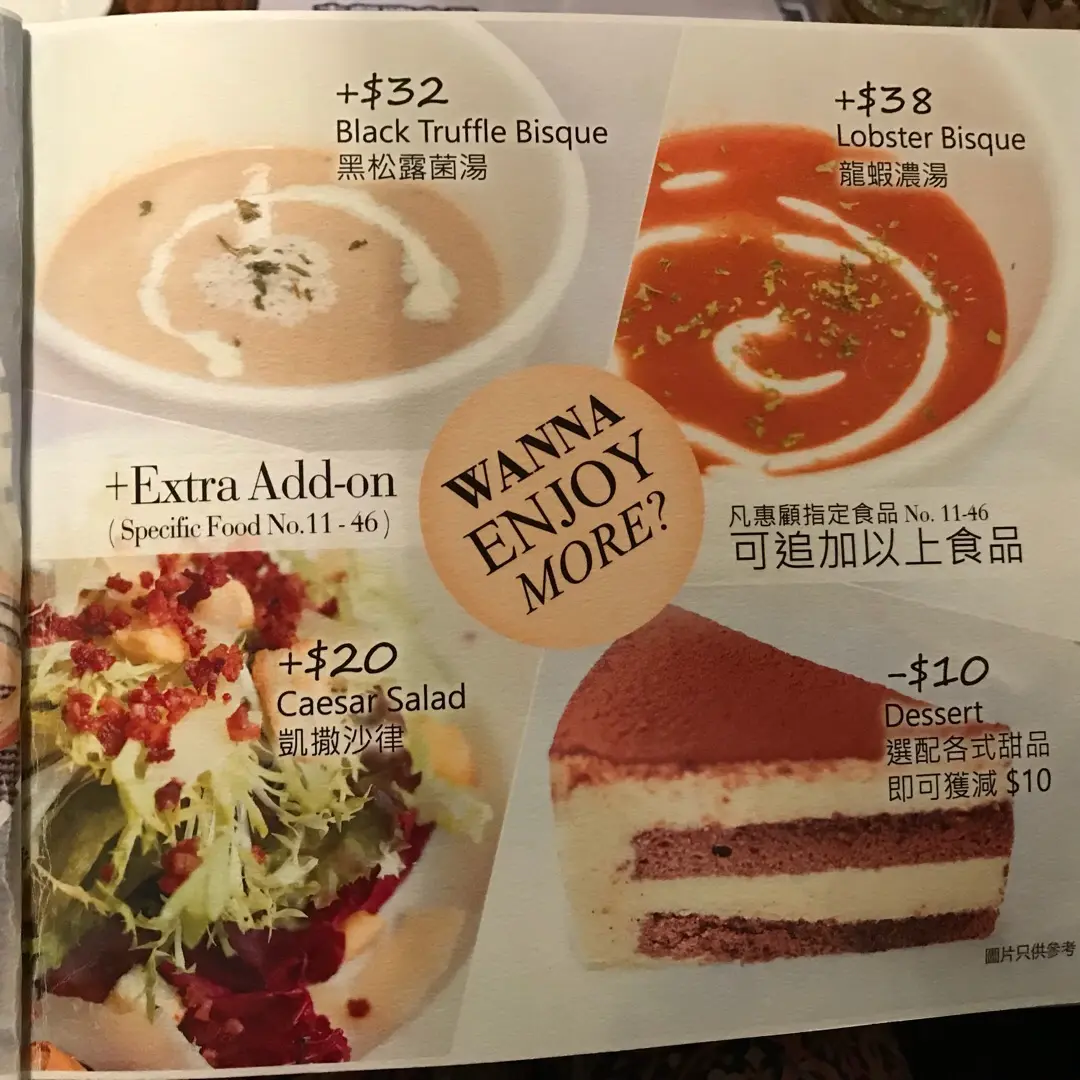 +$32
Black Truffle Bisque
黑松露菌湯
+$38
Lobster Bisque
龍蝦濃湯
+Extra Add-on
( Specific Food No.11 - 46 )
WANNA
ENJOY
MORE?
凡惠顧指定食品 No. 11-46
可追加以上食品
+$20
Caesar Salad
凱撒沙律
-$10
Dessert
選配各式甜品
即可獲減 $10
圖片只供參考